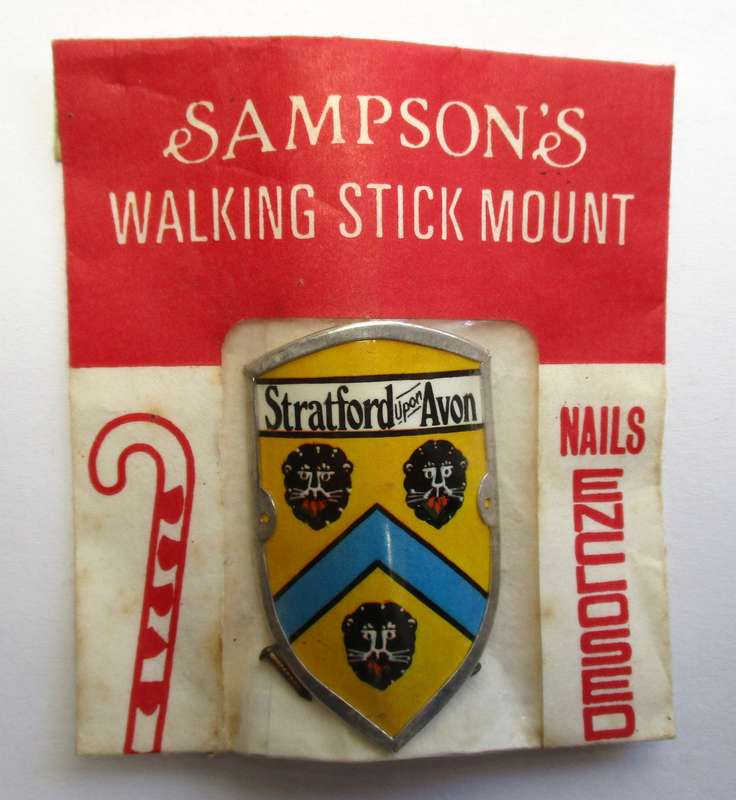 SAMPSON'S
WALKING STICK MOUNT
Stratford upon Avon
NAILS
ENCLOSED